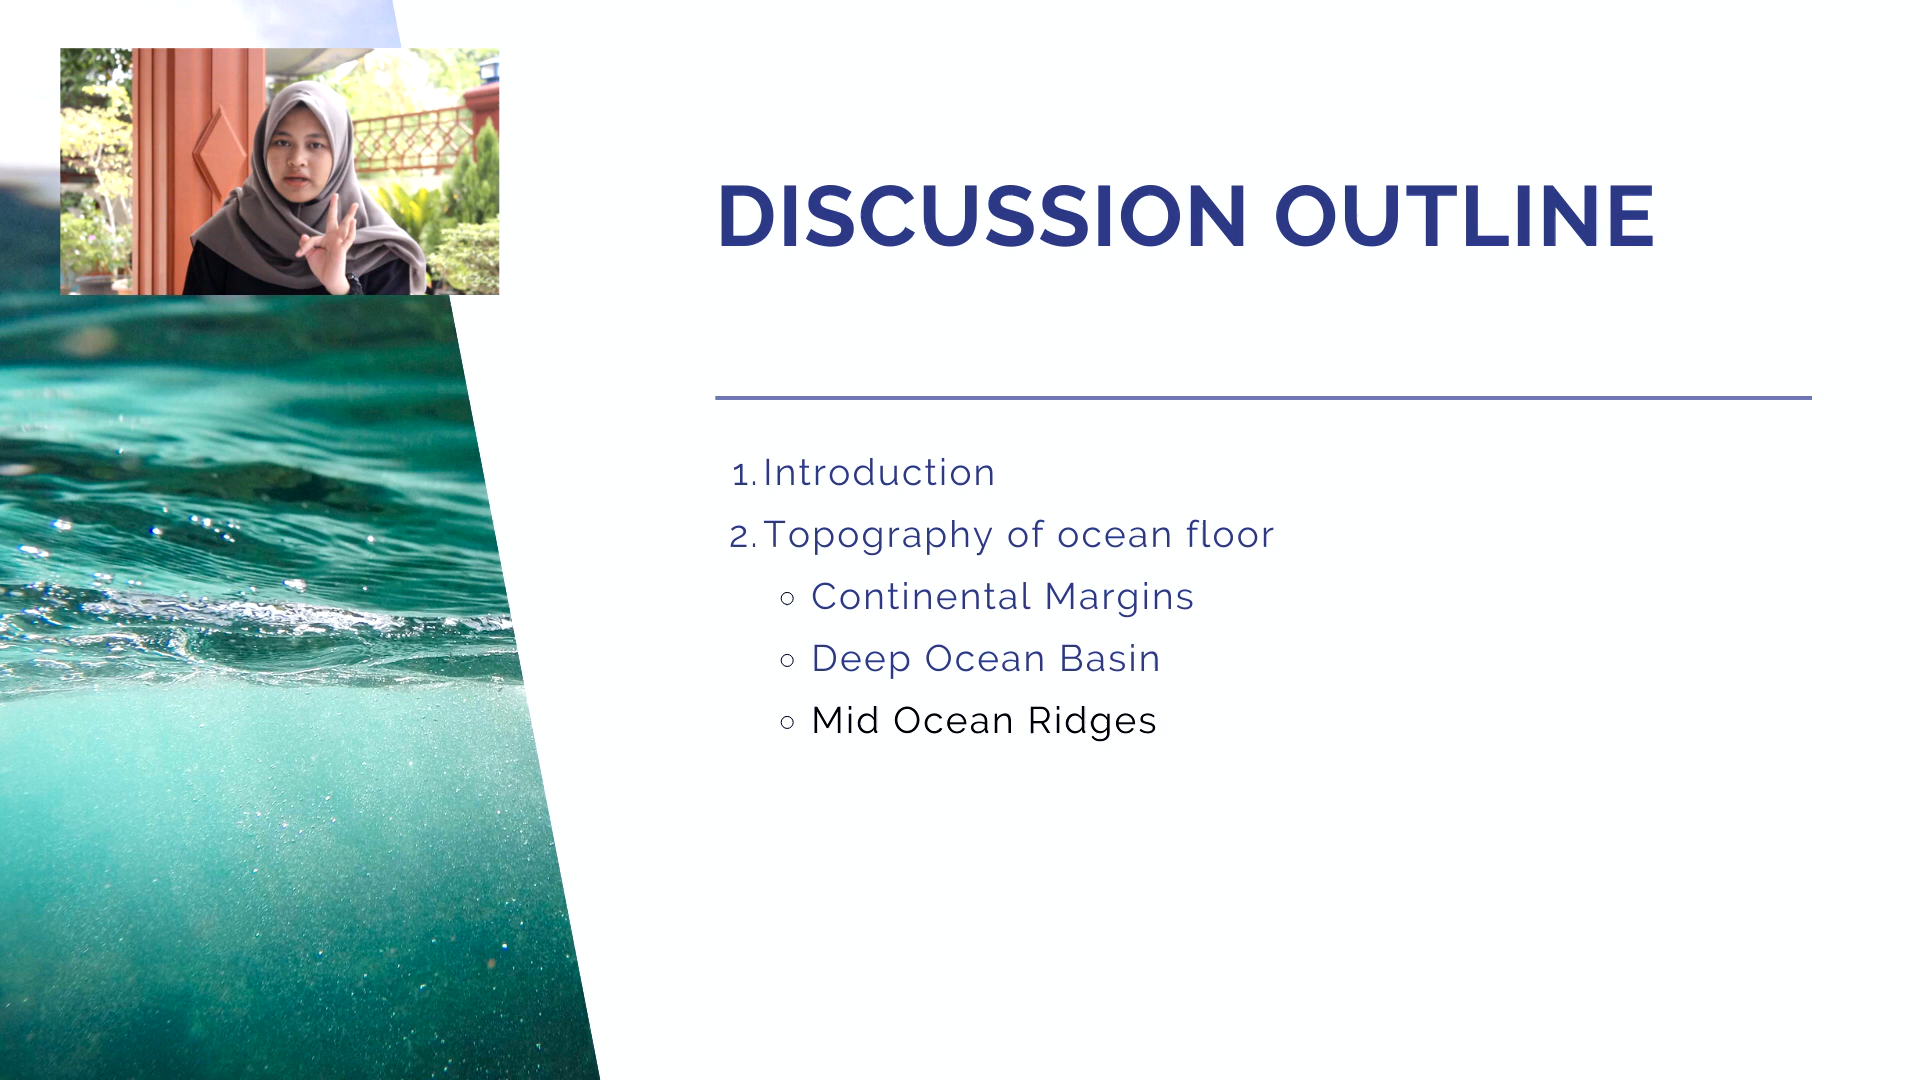 DISCUSSION OUTLINE
1. Introduction
2. Topography of ocean floor
○ Continental Margins
○ Deep Ocean Basin
○ Mid Ocean Ridges